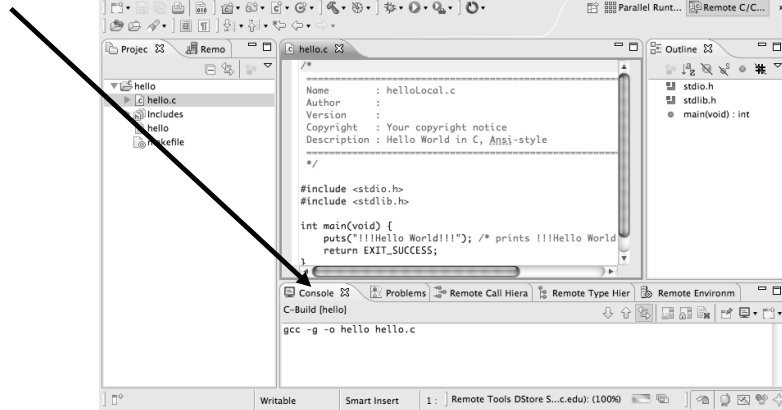 Parallel Runt... Remote C/C...
Projec Remo
hello.c
Outline
hello
hello.c
Includes
hello
makefile
/*
Name : helloLocal.c
Author :
Version :
Copyright : Your copyright notice
Description : Hello World in C, Ansi-style
*/
#include <stdio.h>
#include <stdlib.h>
int main(void) {
puts("!!!Hello World!!!"); /* prints !!!Hello World
return EXIT_SUCCESS;
}
stdio.h
stdlib.h
main(void) : int
Console Problems Remote Call Hiera Remote Type Hier Remote Environm
C-Build [hello]
gcc -g -o hello hello.c
Writable Smart Insert 1 : Remote Tools DStore S...c.edu): (100%)